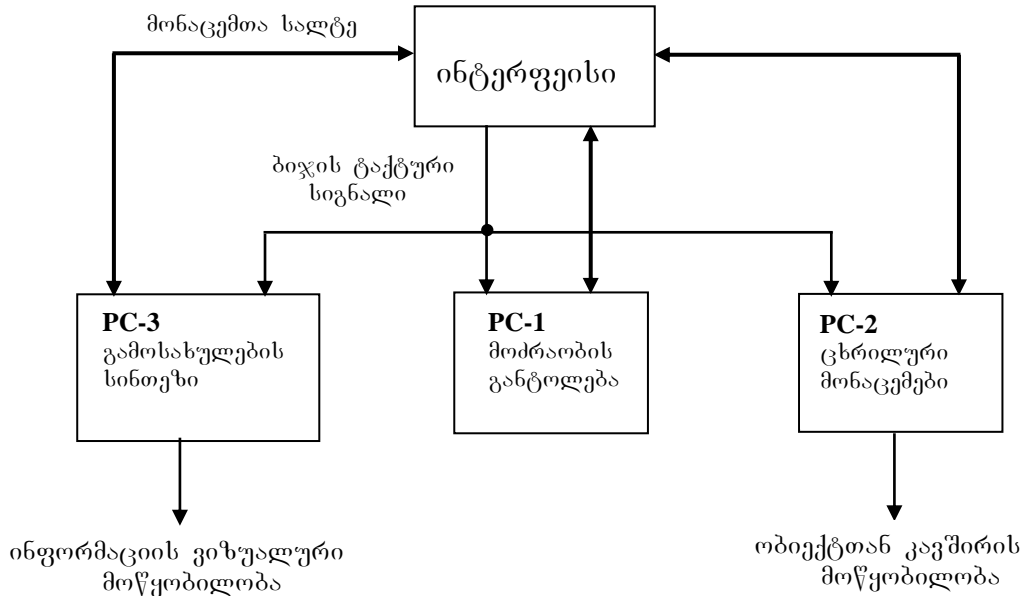 მონაცემთა სალტე
ინტერფეისი
ბიჯის ტაქტური
სიგნალი
PC-3
გამოსახულების
სინთეზი
PC-1
მოძრაობის
განტოლება
PC-2
ცხრილური
მონაცემები
ინფორმაციის ვიზუალური
მოწყობილობა
ობიექტთან კავშირის
მოწყობილობა